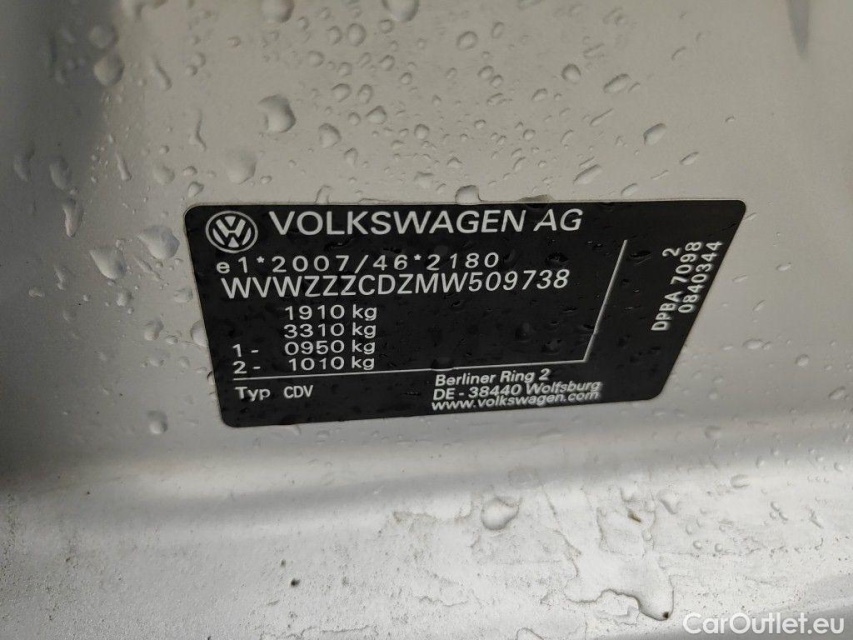 VOLKSWAGEN AG
e1*2007/46*2180
WVWZZZCDZMW509738
1910 kg
3310 kg
1- 0950 kg
2- 1010 kg
Typ CDV
Berliner Ring 2
DE - 38440 Wolfsburg
www.volkswagen.com
2
DPBA 7098
0840344
CarOutlet.eu